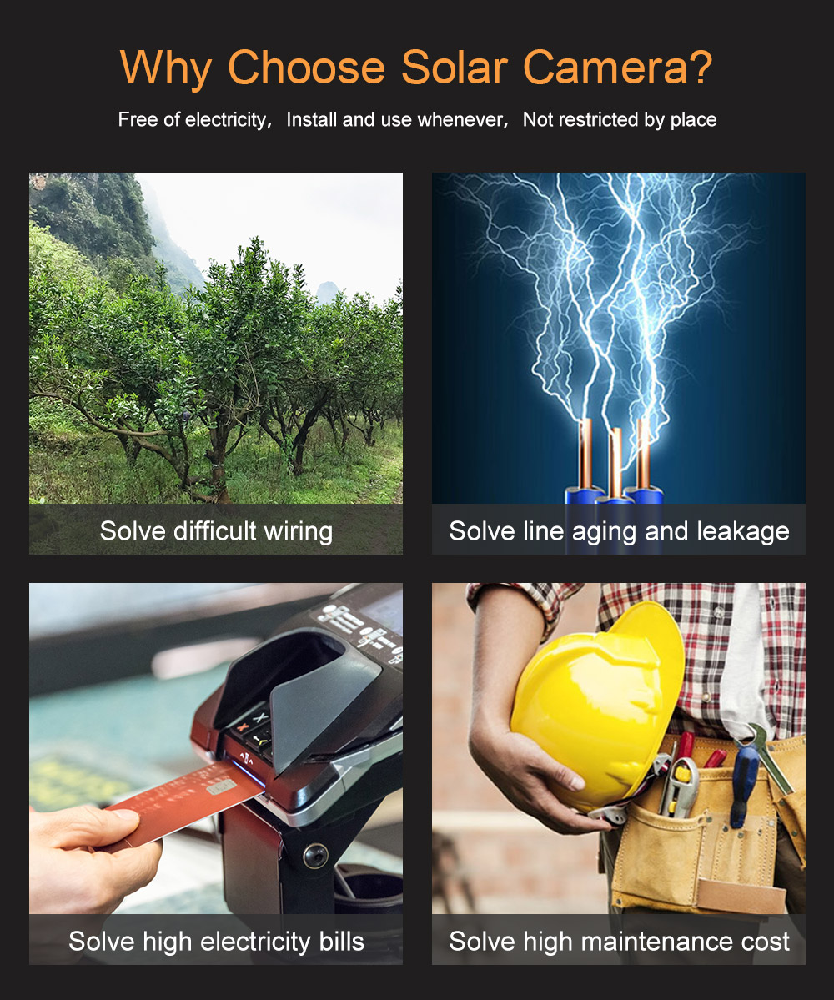 Why Choose Solar Camera?
Free of electricity, Install and use whenever, Not restricted by place
Solve difficult wiring
Solve line aging and leakage
Solve high electricity bills
Solve high maintenance cost